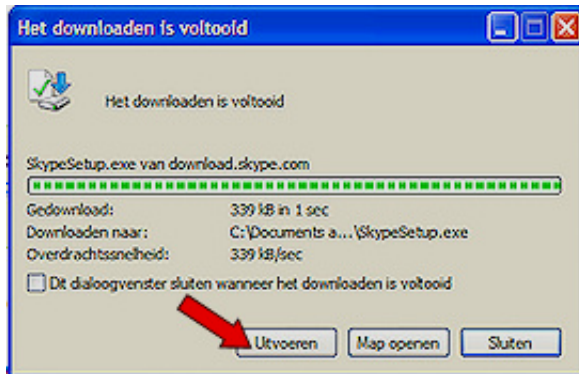 Het downloaden is voltooid
Het downloaden is voltooid
SkypeSetup.exe van download.skype.com
Gedownload: 339 kB in 1 sec
Downloaden naar: C:\Documents a...\SkypeSetup.exe
Overdrachtssnelheid: 339 kB/sec
Dit dialoogvenster sluiten wanneer het downloaden is voltooid
Uitvoeren Map openen Sluiten